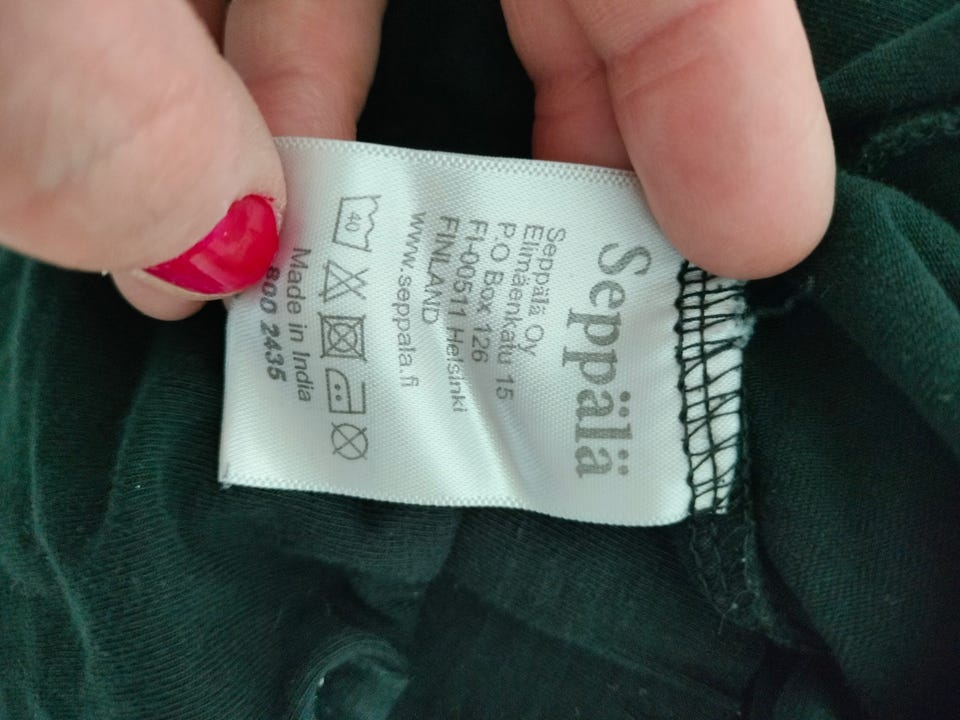 Seppälä
Seppälä Oy
Elimäenkatu 15
P.O Box 126
FI-00511 Helsinki
FINLAND
www.seppala.fi
40
Made in India
800 2435